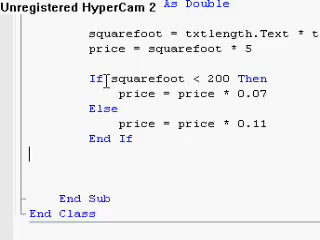 Unregistered HyperCam 2 As Double
squarefoot = txtlength.Text * t
price = squarefoot * 5
If squarefoot < 200 Then
price = price * 0.07
Else
price = price * 0.11
End If
End Sub
End Class